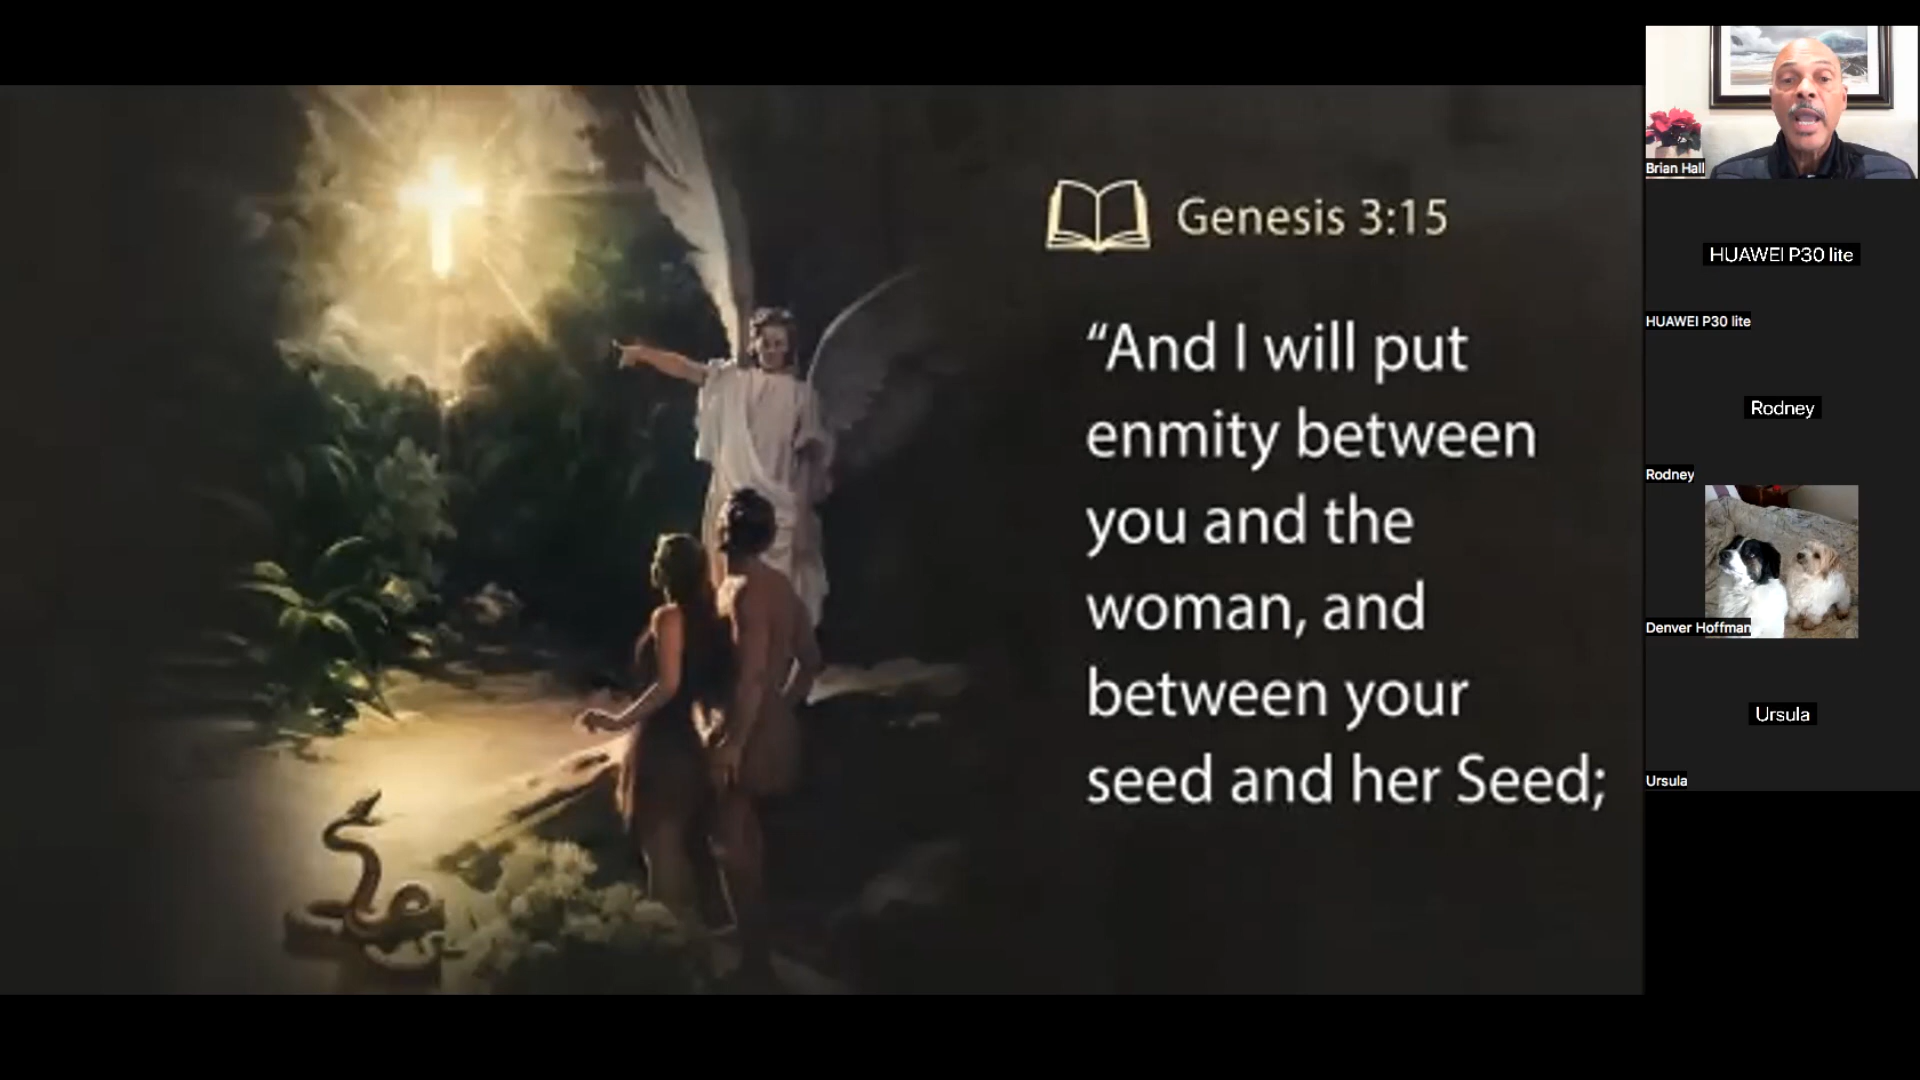 Genesis 3:15
“And I will put
enmity between
you and the
woman, and
between your
seed and her Seed;
Brian Hall
HUAWEI P30 lite
HUAWEI P30 lite
Rodney
Rodney
Denver Hoffman
Ursula
Ursula